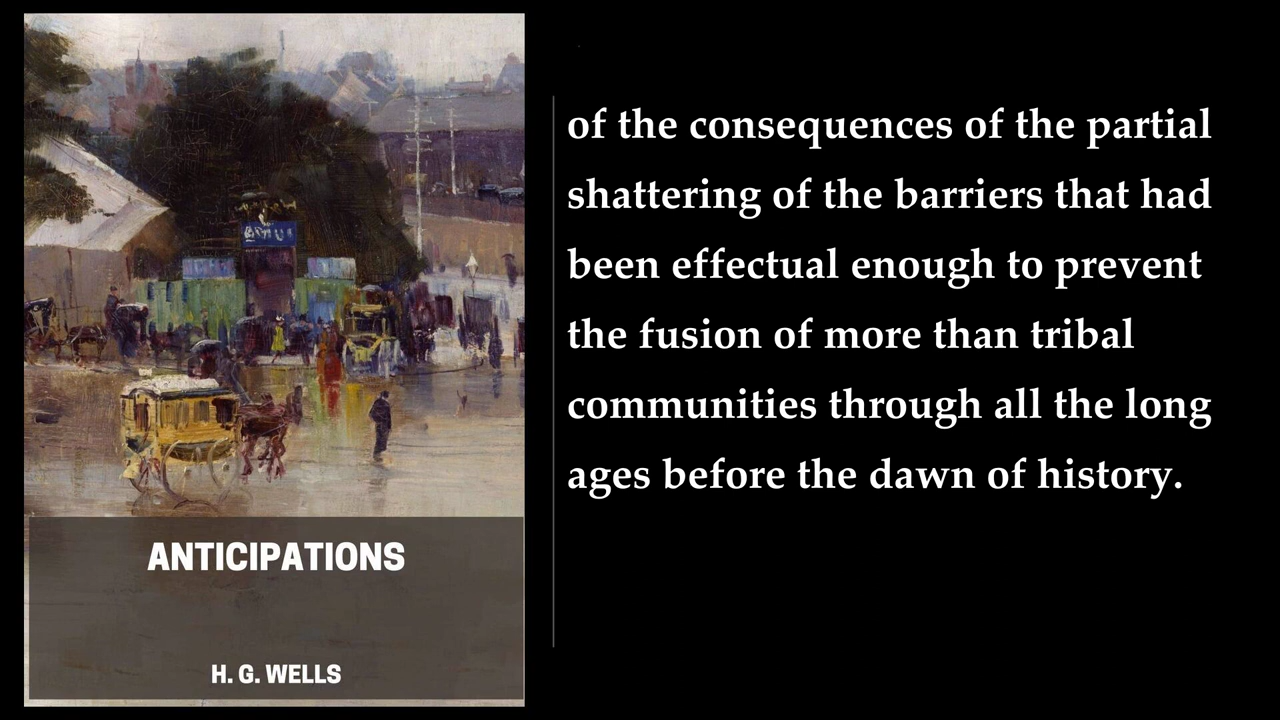 ANTICIPATIONS
H. G. WELLS
of the consequences of the partial
shattering of the barriers that had
been effectual enough to prevent
the fusion of more than tribal
communities through all the long
ages before the dawn of history.